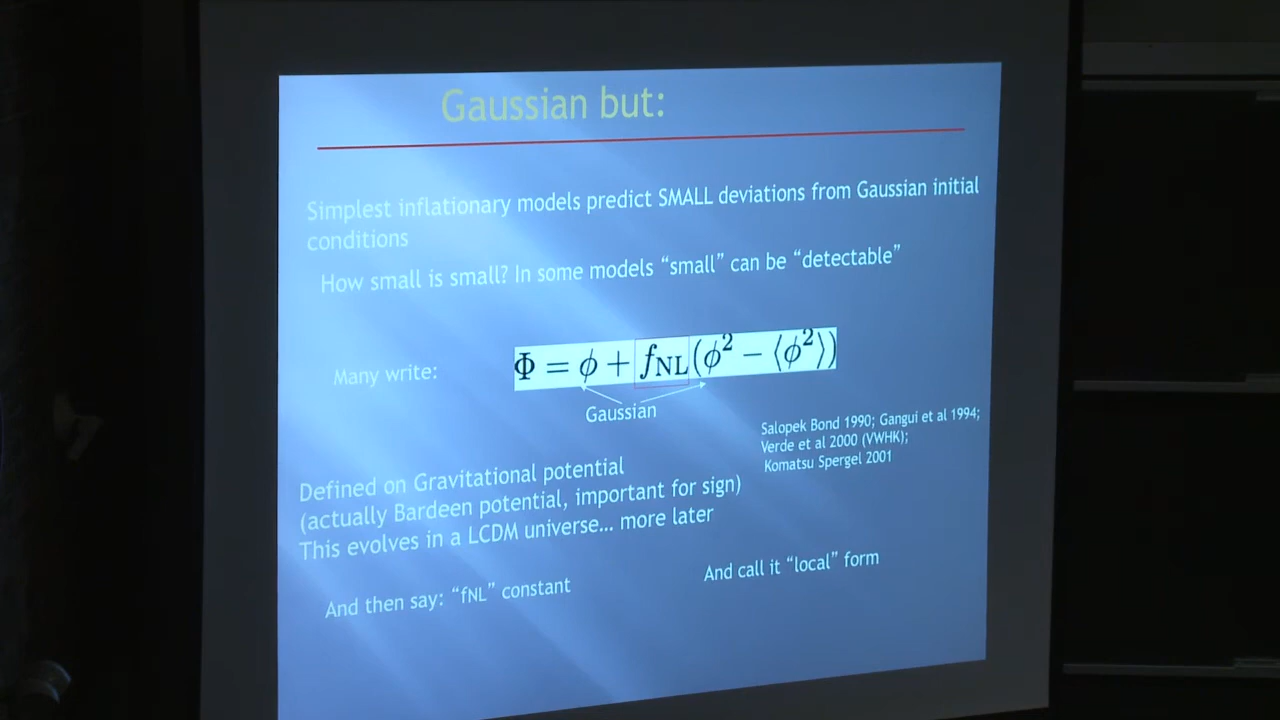 Gaussian but:
Simplest inflationary models predict SMALL deviations from Gaussian initial
conditions
How small is small? In some models “small” can be “detectable”
Many write:
Φ = ϕ + fNL(ϕ² − ⟨ϕ²⟩)
Gaussian
Salopek Bond 1990; Gangui et al 1994;
Verde et al 2000 (VWHK);
Komatsu Spergel 2001
Defined on Gravitational potential
(actually Bardeen potential, important for sign)
This evolves in a LCDM universe... more later
And call it “local” form
And then say: “fNL” constant